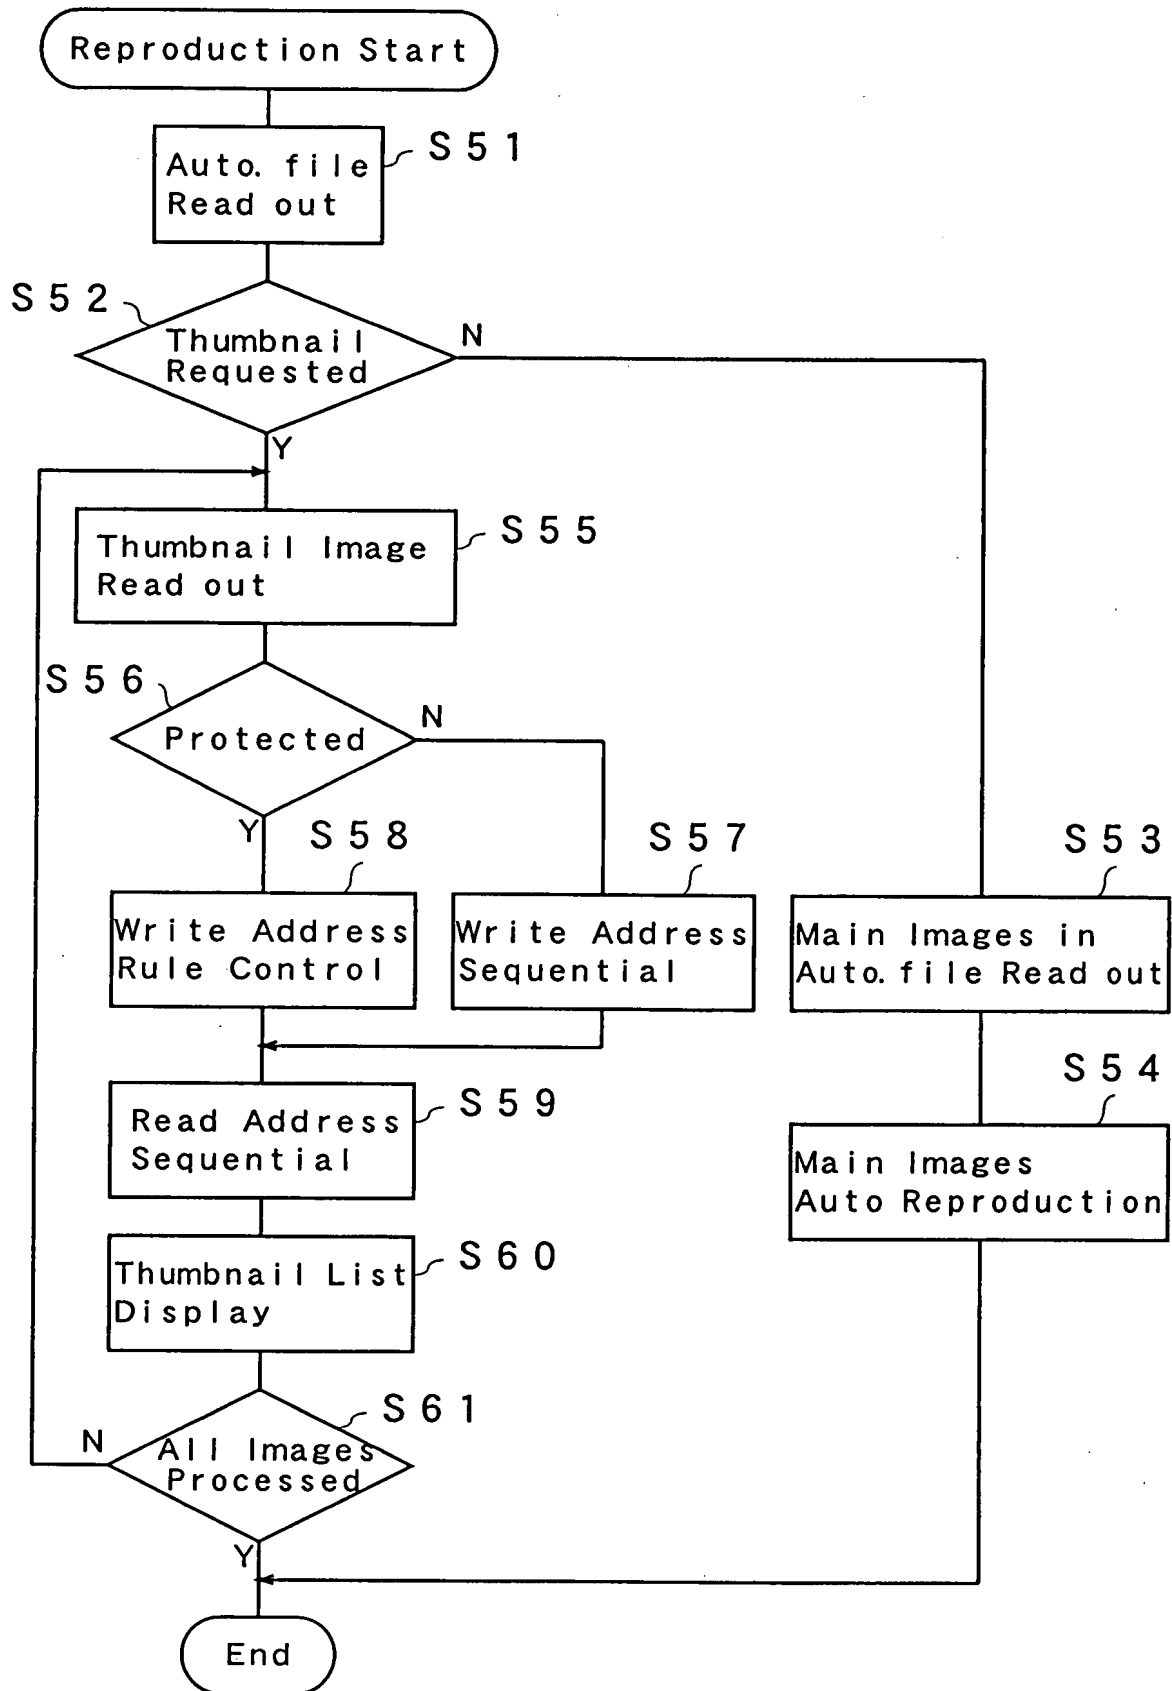 Reproduction Start
Auto. file
Read out
S51
S52
Thumbnail
Requested
N
Y
Thumbnail Image
Read out
S55
S56
Protected
N
Y
S58
S57
S53
Write Address
Rule Control
Write Address
Sequential
Main Images in
Auto. file Read out
Read Address
Sequential
S59
S54
Main Images
Auto Reproduction
Thumbnail List
Display
S60
S61
All Images
Processed
N
Y
End